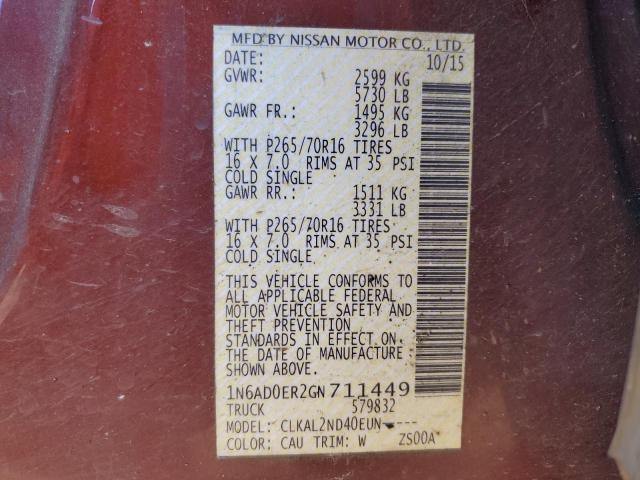 MFD BY NISSAN MOTOR CO., LTD.
DATE: 10/15
GVWR: 2599 KG
5730 LB
GAWR FR.: 1495 KG
3296 LB
WITH P265/70R16 TIRES
16 X 7.0 RIMS AT 35 PSI
COLD SINGLE
GAWR RR.: 1511 KG
3331 LB
WITH P265/70R16 TIRES
16 X 7.0 RIMS AT 35 PSI
COLD SINGLE
THIS VEHICLE CONFORMS TO
ALL APPLICABLE FEDERAL
MOTOR VEHICLE SAFETY AND
THEFT PREVENTION
STANDARDS IN EFFECT ON
THE DATE OF MANUFACTURE
SHOWN ABOVE.
1N6AD0ER2GN711449
TRUCK 579832
MODEL: CLKAL2ND40EUN-----
COLOR: CAU TRIM: W ZS00A